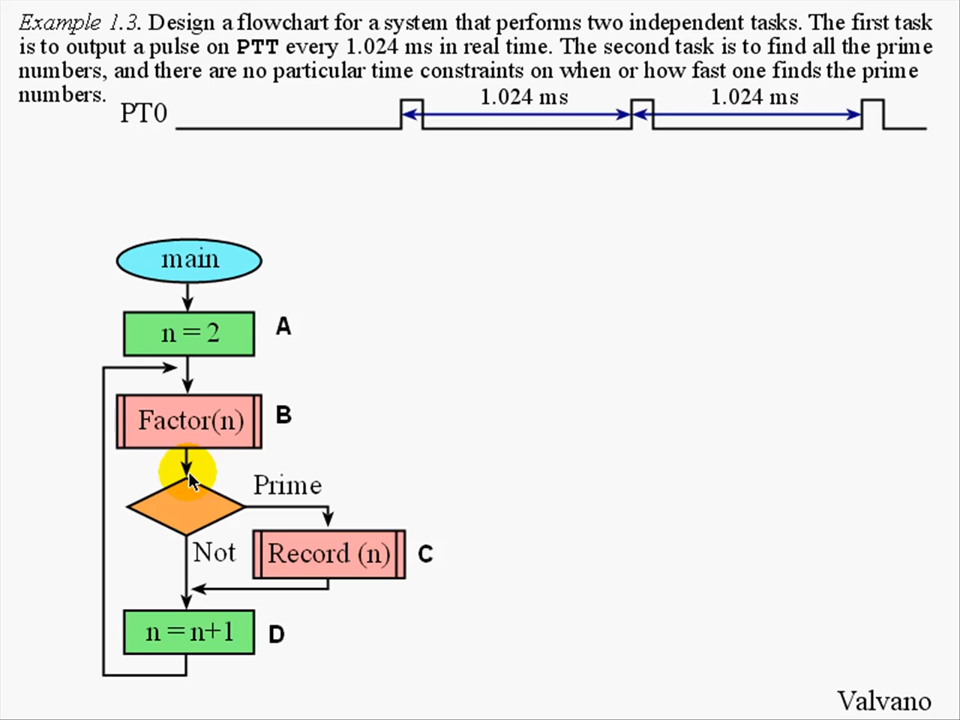 Example 1.3. Design a flowchart for a system that performs two independent tasks. The first task
is to output a pulse on PTT every 1.024 ms in real time. The second task is to find all the prime
numbers, and there are no particular time constraints on when or how fast one finds the prime
numbers.
1.024 ms 1.024 ms
PT0
main
n = 2 A
Factor(n) B
Prime
Not Record (n) C
n = n+1 D
Valvano